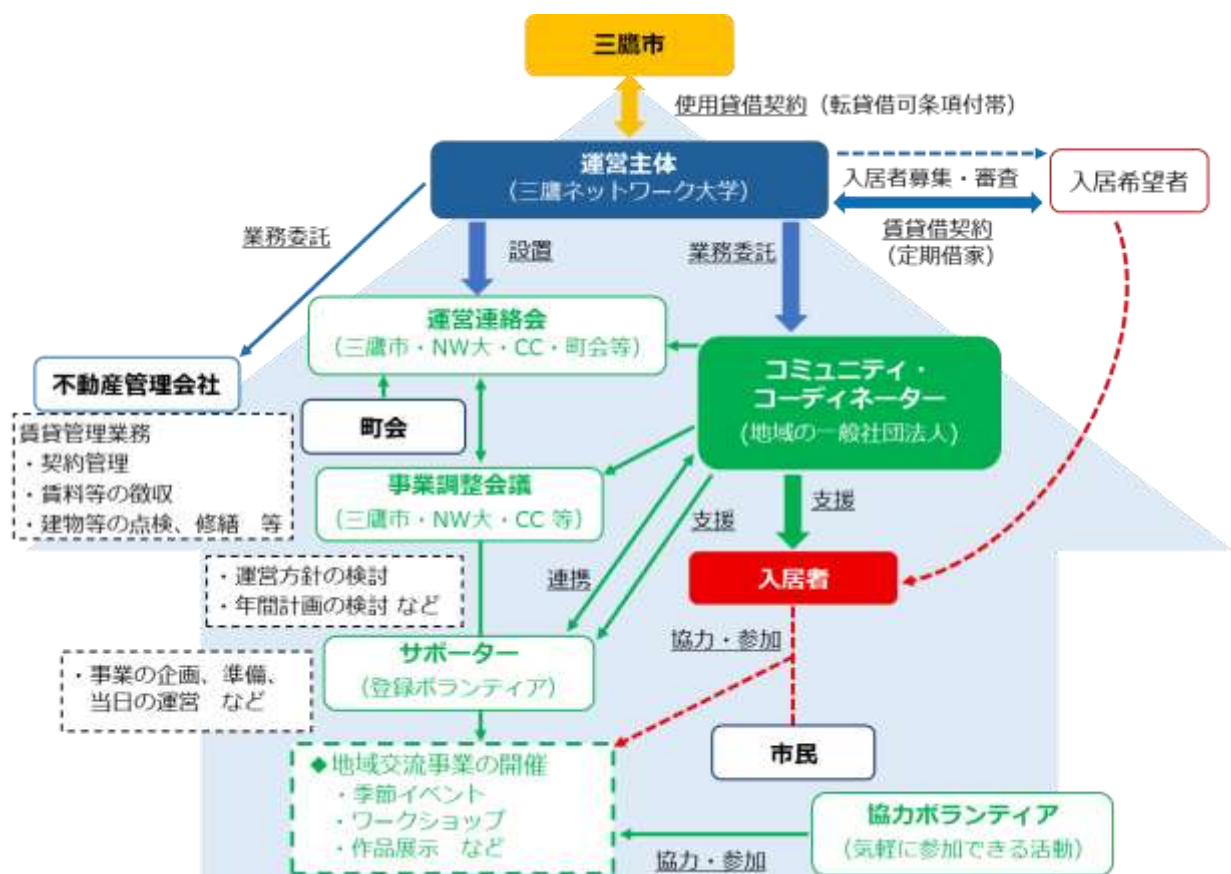 三鷹市
使用貸借契約（転貸借可条項付帯）
運営主体
（三鷹ネットワーク大学）
入居者募集・審査
入居希望者
賃貸借契約
（定期借家）
業務委託
設置
業務委託
運営連絡会
（三鷹市・NW大・CC・町会等）
コミュニティ・
コーディネーター
（地域の一般社団法人）
不動産管理会社
賃貸管理業務
・契約管理
・賃料等の徴収
・建物等の点検、修繕　等
町会
事業調整会議
（三鷹市・NW大・CC 等）
支援
支援
・運営方針の検討
・年間計画の検討 など
連携
入居者
協力・参加
サポーター
（登録ボランティア）
・事業の企画、準備、
当日の運営　など
市民
◆地域交流事業の開催
・季節イベント
・ワークショップ
・作品展示　など
協力ボランティア
（気軽に参加できる活動）
協力・参加